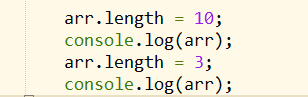 arr.length = 10;
console.log(arr);
arr.length = 3;
console.log(arr);